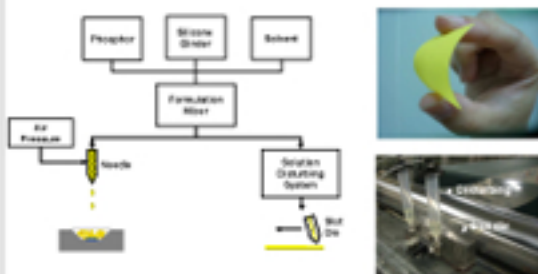 Phosphor
Silicone
Binder
Solvent
Formulation
Mixer
Air
Pressure
Needle
Solution
Disturbing
System
Slot
Die